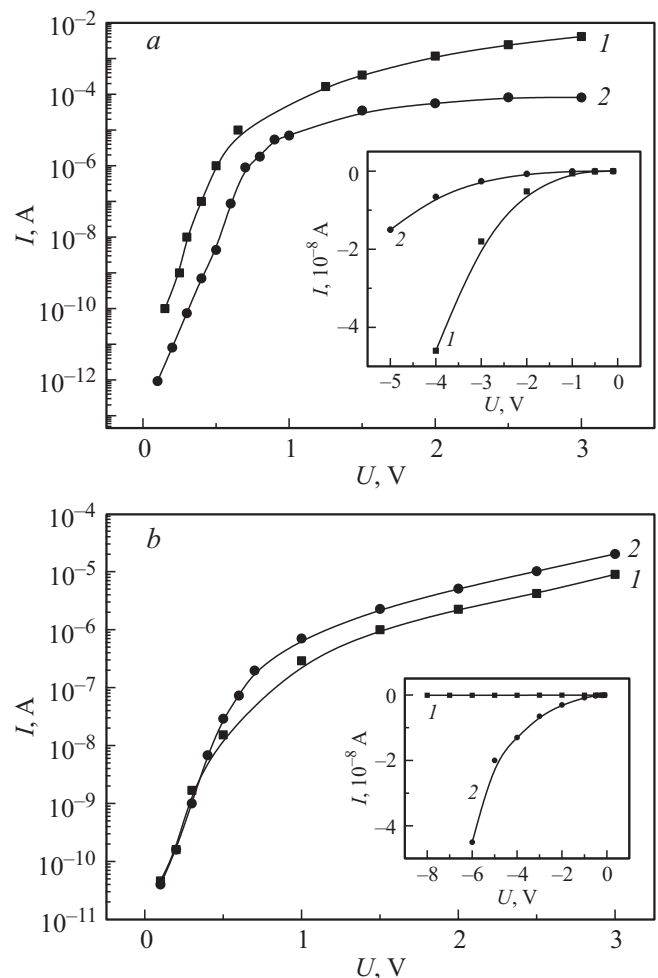 a
10⁻²
1
10⁻⁴
2
10⁻⁶
10⁻⁸
10⁻¹⁰
10⁻¹²
I, A
0 1 2 3
U, V
0
−2
−4
I, 10⁻⁸ A
2
1
−5 −4 −3 −2 −1 0
U, V
b
10⁻⁴
2
10⁻⁵
1
10⁻⁶
10⁻⁷
10⁻⁸
10⁻⁹
10⁻¹⁰
10⁻¹¹
I, A
0 1 2 3
U, V
0
−2
−4
I, 10⁻⁸ A
1
2
−8 −6 −4 −2 0
U, V